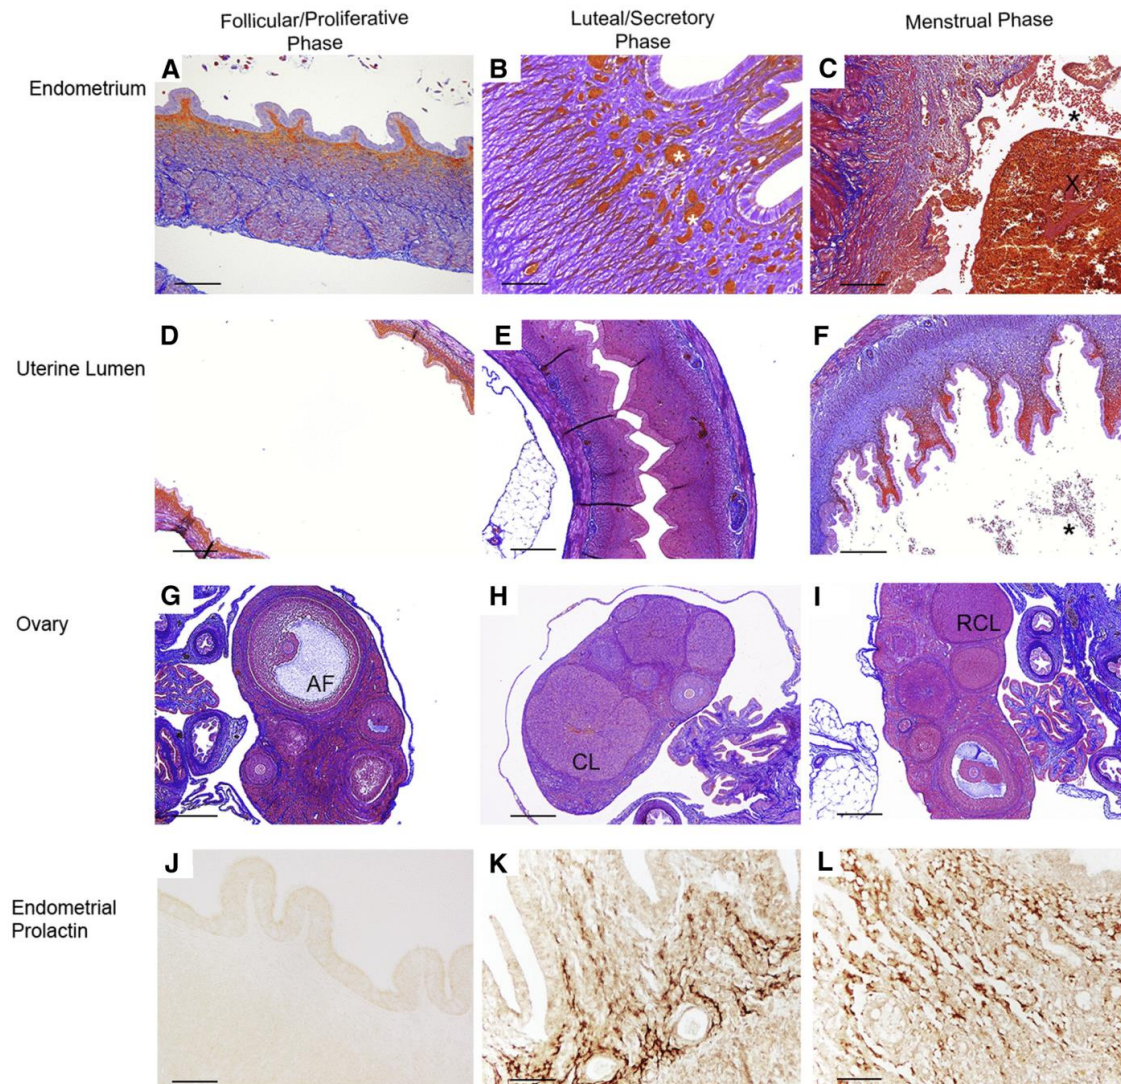 Follicular/Proliferative
Phase
Luteal/Secretory
Phase
Menstrual Phase
Endometrium
A
B
*
*
C
*
X
Uterine Lumen
D
E
F
*
Ovary
G
AF
H
CL
I
RCL
Endometrial
Prolactin
J
K
L